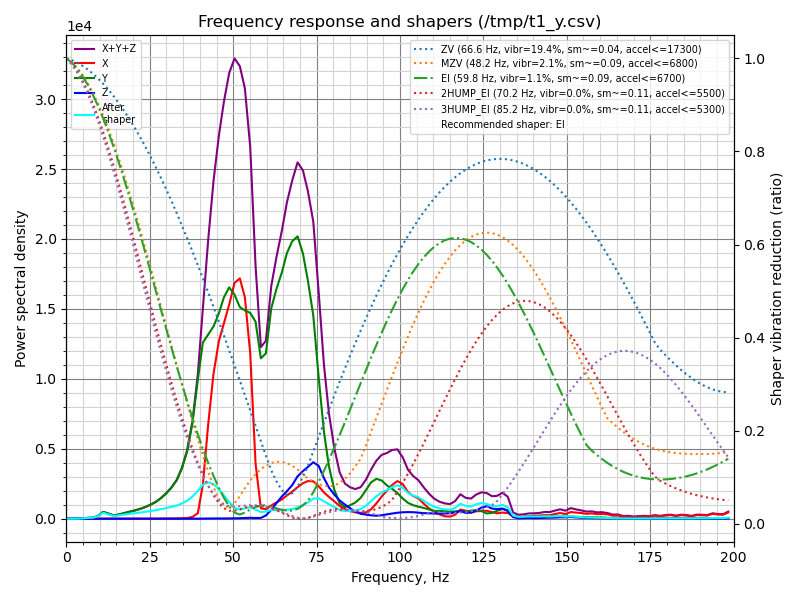 Frequency response and shapers (/tmp/t1_y.csv)
1e4
X+Y+Z
X
Y
Z
After
shaper
ZV (66.6 Hz, vibr=19.4%, sm~=0.04, accel<=17300)
MZV (48.2 Hz, vibr=2.1%, sm~=0.09, accel<=6800)
EI (59.8 Hz, vibr=1.1%, sm~=0.09, accel<=6700)
2HUMP_EI (70.2 Hz, vibr=0.0%, sm~=0.11, accel<=5500)
3HUMP_EI (85.2 Hz, vibr=0.0%, sm~=0.11, accel<=5300)
Recommended shaper: EI
Power spectral density
3.0
2.5
2.0
1.5
1.0
0.5
0.0
1.0
0.8
0.6
0.4
0.2
0.0
Shaper vibration reduction (ratio)
0 25 50 75 100 125 150 175 200
Frequency, Hz